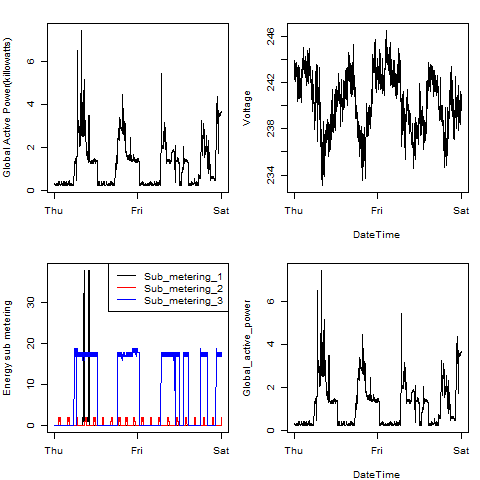 Global Active Power(killowatts)
6
4
2
0
Thu
Fri
Sat
Voltage
246
242
238
234
Thu
Fri
Sat
DateTime
Energy sub metering
30
20
10
0
Sub_metering_1
Sub_metering_2
Sub_metering_3
Thu
Fri
Sat
Global_active_power
6
4
2
0
Thu
Fri
Sat
DateTime